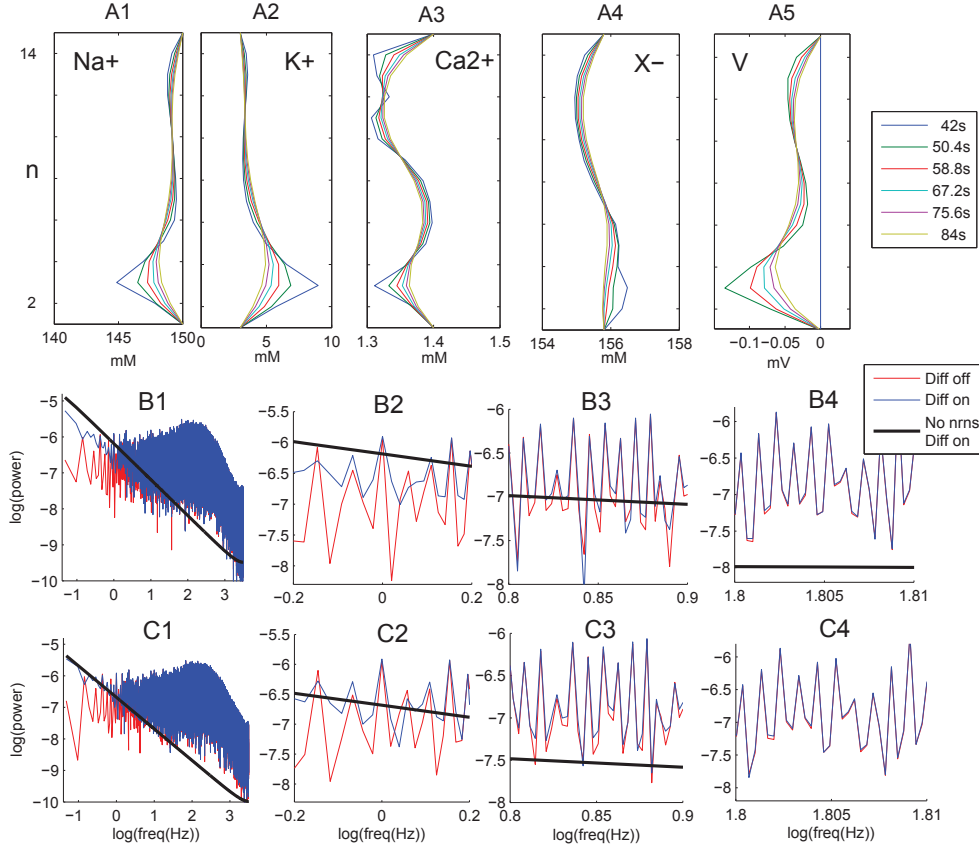 A1 A2 A3 A4 A5
Na+ K+ Ca2+ X− V
14
n
2
140 145 150
mM
0 5 10
mM
1.3 1.4 1.5
mM
154 156 158
mM
−0.1 −0.05 0
mV
42s
50.4s
58.8s
67.2s
75.6s
84s
Diff off
Diff on
No nrns
Diff on
B1 B2 B3 B4
log(power)
−5
−6
−7
−8
−9
−10
−1 0 1 2 3
−5.5
−6
−6.5
−7
−7.5
−8
−0.2 0 0.2
−6
−6.5
−7
−7.5
−8
0.8 0.85 0.9
−6
−6.5
−7
−7.5
−8
1.8 1.805 1.81
C1 C2 C3 C4
log(power)
−5
−6
−7
−8
−9
−10
−1 0 1 2 3
log(freq(Hz))
−6
−6.5
−7
−7.5
−8
−0.2 0 0.2
log(freq(Hz))
−6
−6.5
−7
−7.5
−8
0.8 0.85 0.9
log(freq(Hz))
−6
−6.5
−7
−7.5
−8
1.8 1.805 1.81
log(freq(Hz))